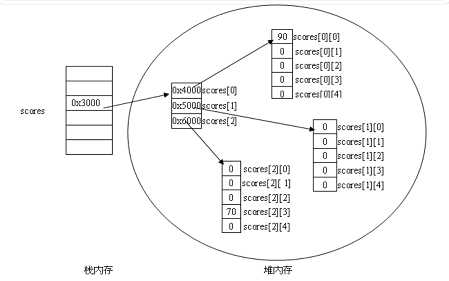 90 scores[0][0]
0 scores[0][1]
0 scores[0][2]
0 scores[0][3]
0 scores[0][4]
scores
0x3000
0x4000 scores[0]
0x5000 scores[1]
0x6000 scores[2]
0 scores[1][0]
0 scores[1][1]
0 scores[1][2]
0 scores[1][3]
0 scores[1][4]
0 scores[2][0]
0 scores[2][ 1]
0 scores[2][2]
70 scores[2][3]
0 scores[2][4]
栈内存
堆内存